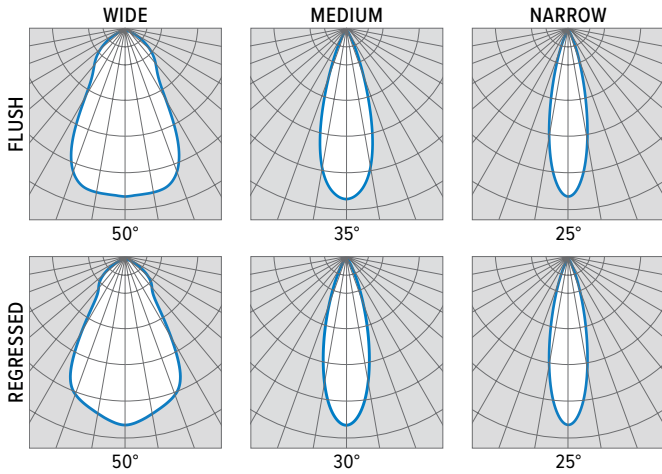 WIDE MEDIUM NARROW
FLUSH
50° 35° 25°
REGRESSED
50° 30° 25°